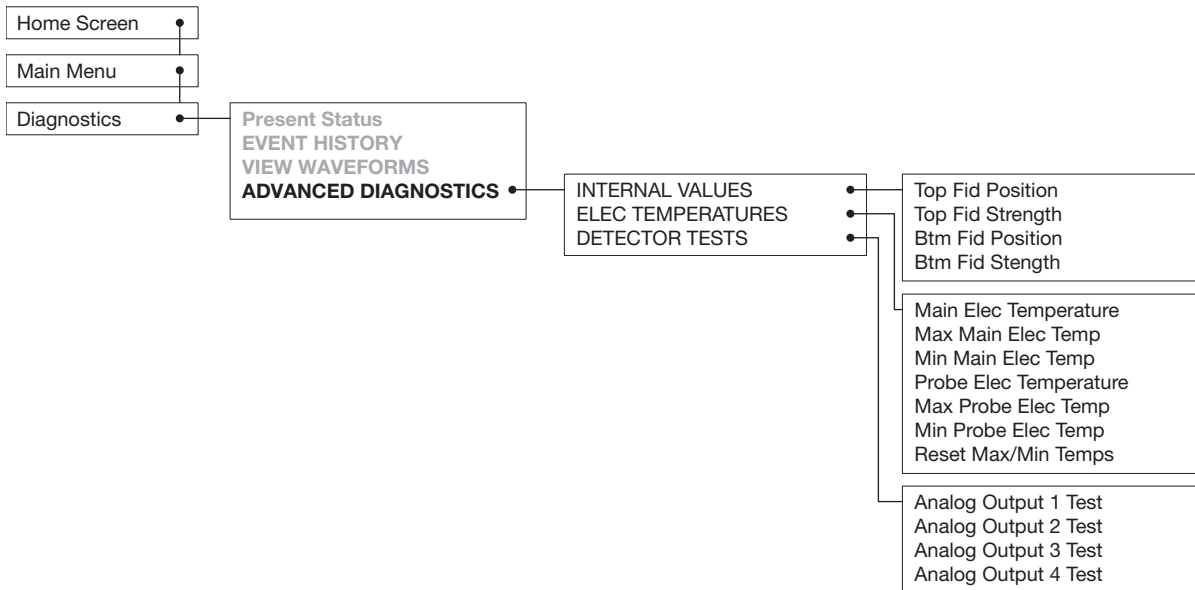 Home Screen
Main Menu
Diagnostics
Present Status
EVENT HISTORY
VIEW WAVEFORMS
ADVANCED DIAGNOSTICS
INTERNAL VALUES
ELEC TEMPERATURES
DETECTOR TESTS
Top Fid Position
Top Fid Strength
Btm Fid Position
Btm Fid Stength
Main Elec Temperature
Max Main Elec Temp
Min Main Elec Temp
Probe Elec Temperature
Max Probe Elec Temp
Min Probe Elec Temp
Reset Max/Min Temps
Analog Output 1 Test
Analog Output 2 Test
Analog Output 3 Test
Analog Output 4 Test